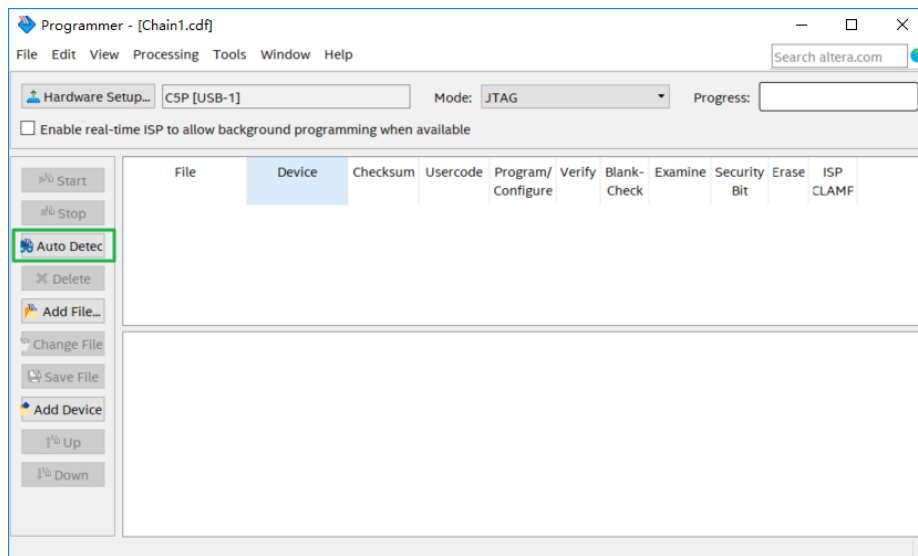 Programmer - [Chain1.cdf]
File Edit View Processing Tools Window Help
Search altera.com
Hardware Setup... C5P [USB-1] Mode: JTAG Progress:
Enable real-time ISP to allow background programming when available
File Device Checksum Usercode Program/ Verify Blank- Examine Security Erase ISP
Configure Check Bit CLAMP
Start
Stop
Auto Detec
Delete
Add File...
Change File
Save File
Add Device
Up
Down